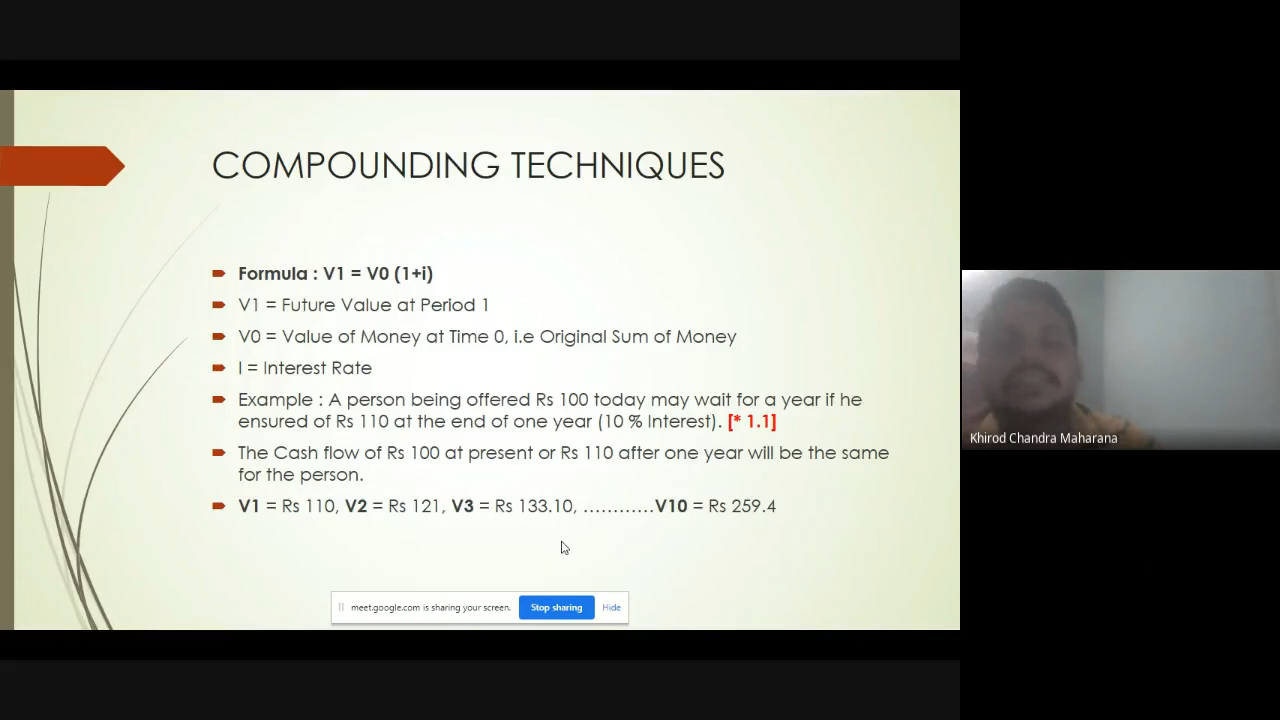 COMPOUNDING TECHNIQUES
Formula : V1 = V0 (1+i)
V1 = Future Value at Period 1
V0 = Value of Money at Time 0, i.e Original Sum of Money
I = Interest Rate
Example : A person being offered Rs 100 today may wait for a year if he
ensured of Rs 110 at the end of one year (10 % Interest). [* 1.1]
The Cash flow of Rs 100 at present or Rs 110 after one year will be the same
for the person.
V1 = Rs 110, V2 = Rs 121, V3 = Rs 133.10, …………V10 = Rs 259.4
meet.google.com is sharing your screen. Stop sharing Hide
Khirod Chandra Maharana